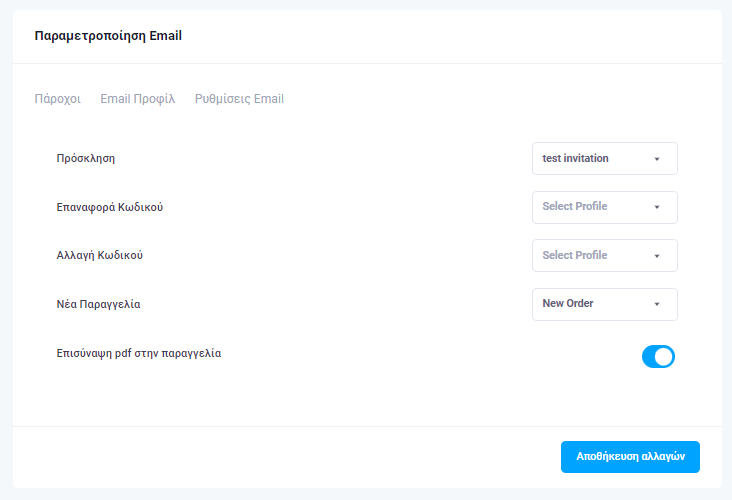 Παραμετροποίηση Email
Πάροχοι Email Προφίλ Ρυθμίσεις Email
Πρόσκληση test invitation
Επαναφορά Κωδικού Select Profile
Αλλαγή Κωδικού Select Profile
Νέα Παραγγελία New Order
Επισύναψη pdf στην παραγγελία
Αποθήκευση αλλαγών